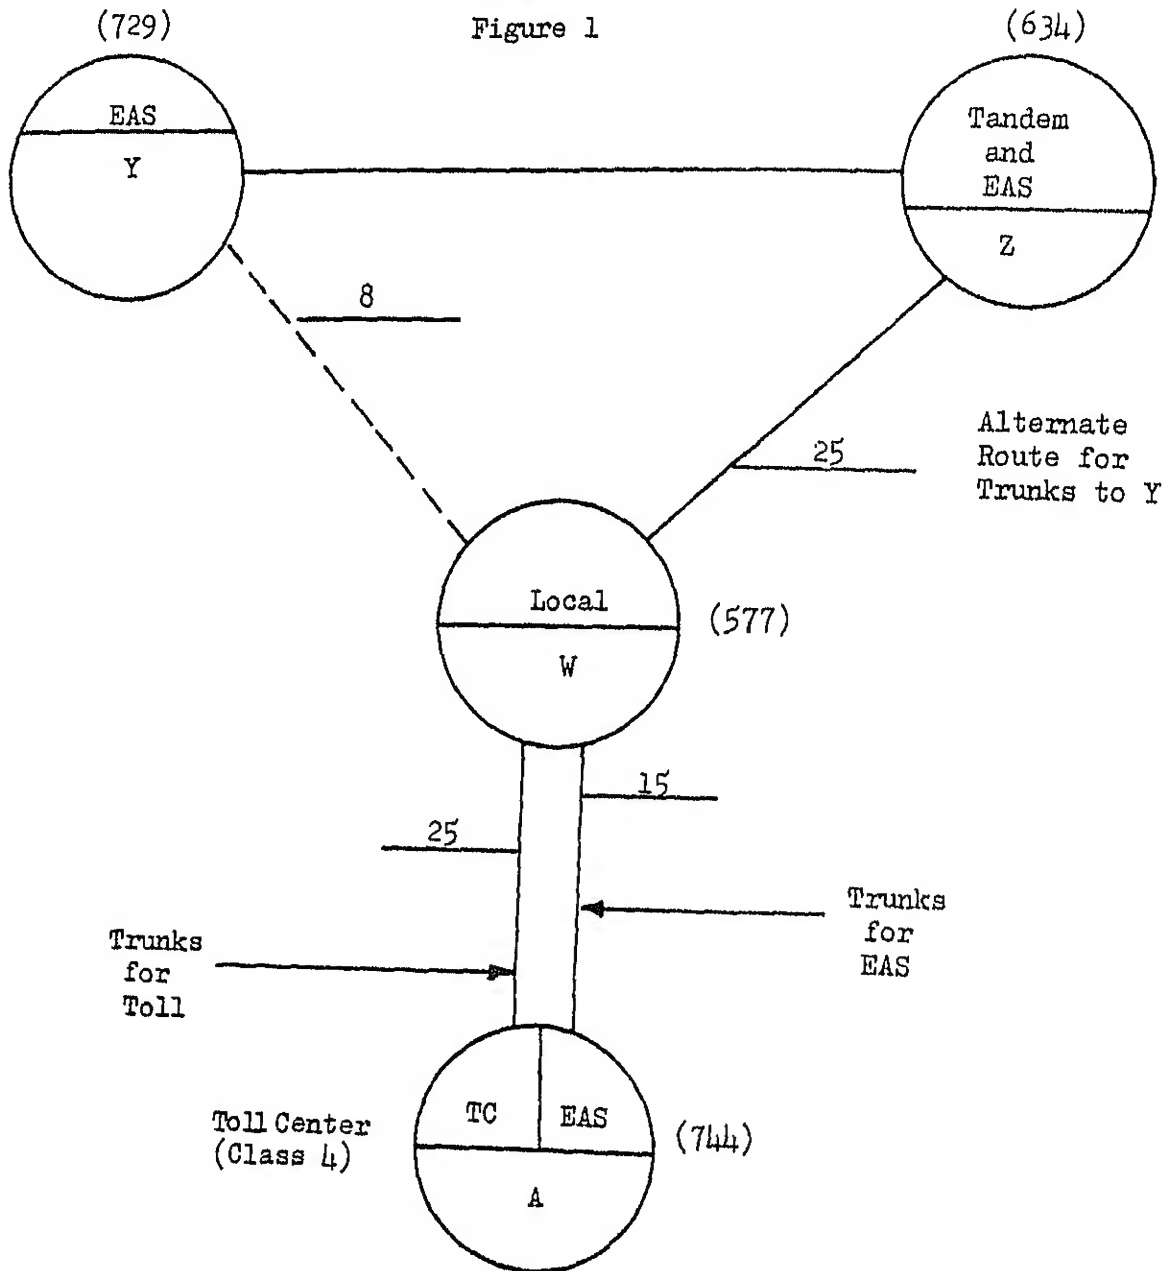 Figure 1
(729)
EAS
Y
(634)
Tandem
and
EAS
Z
8
25
Alternate
Route for
Trunks to Y
Local
W
(577)
15
25
Trunks
for
EAS
Trunks
for
Toll
Toll Center
(Class 4)
TC
EAS
(744)
A